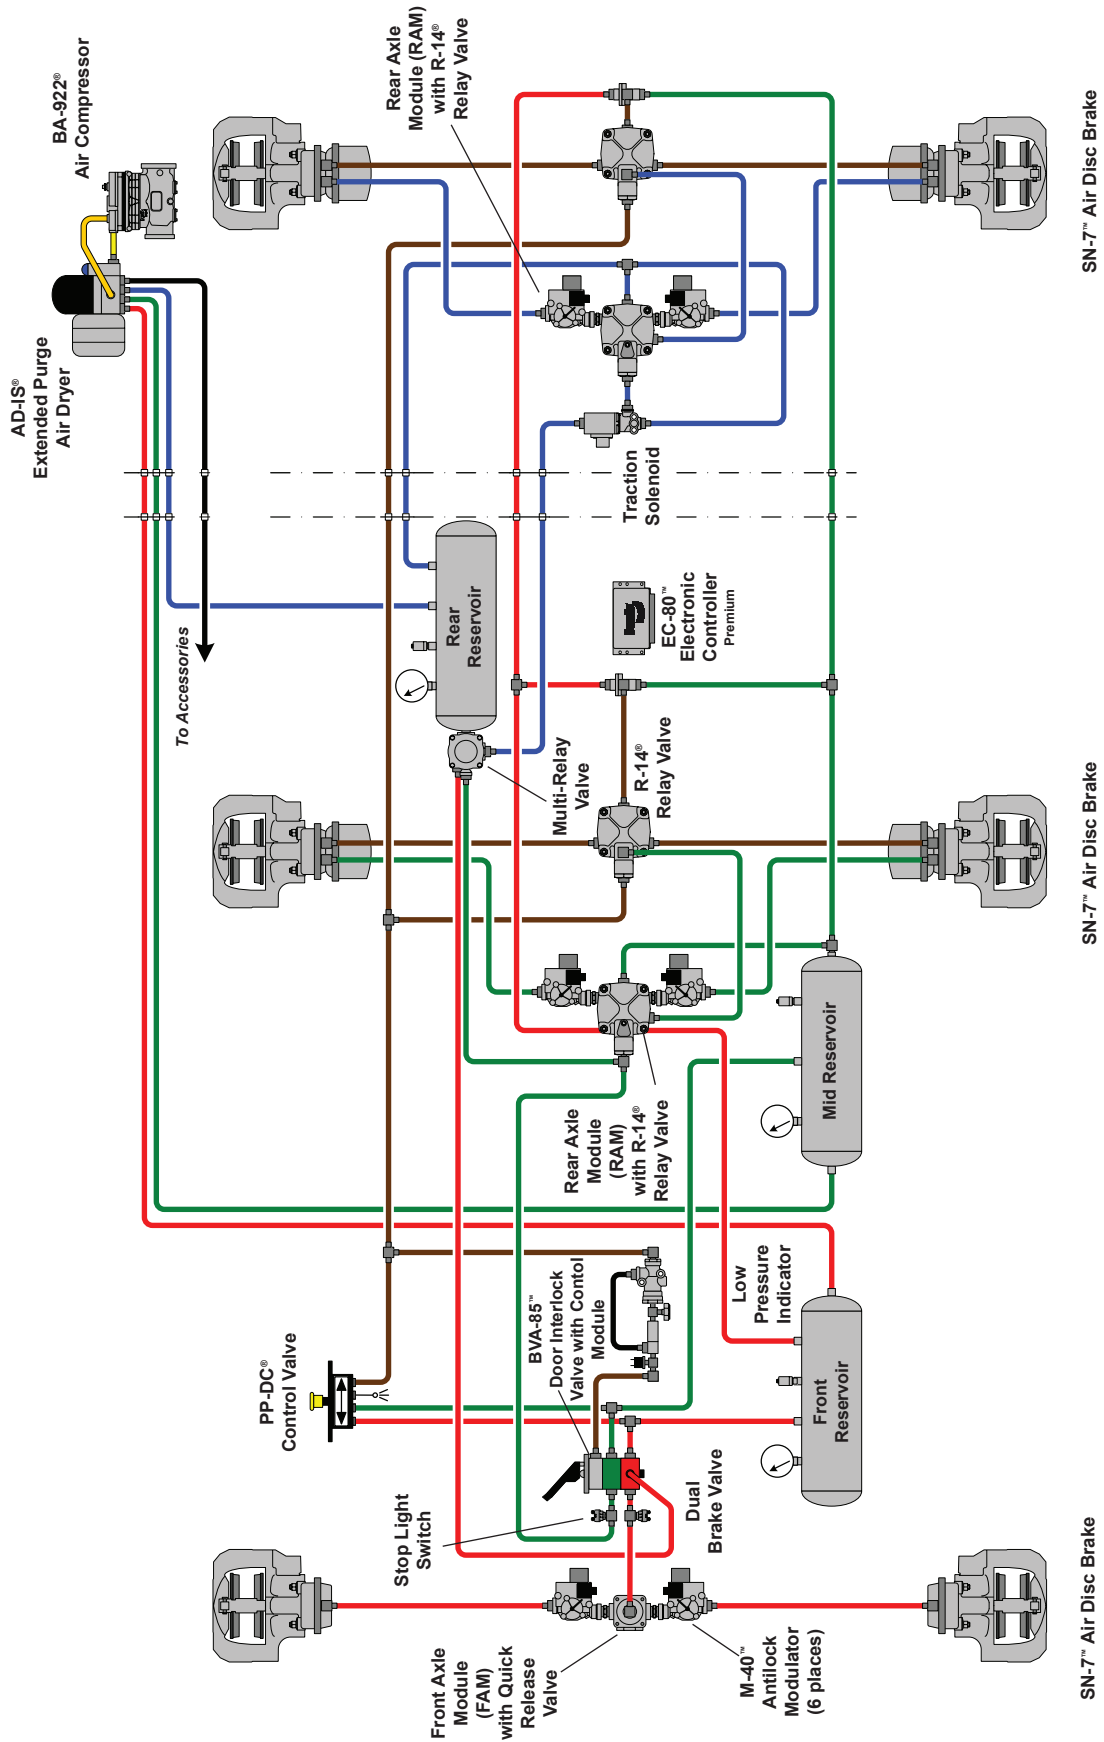 BA-922®
Air Compressor
AD-IS®
Extended Purge
Air Dryer
Rear Axle
Module (RAM)
with R-14®
Relay Valve
SN-7™ Air Disc Brake
To Accessories
Traction
Solenoid
Rear
Reservoir
EC-80™
Electronic
Controller
Premium
Multi-Relay
Valve
R-14®
Relay Valve
SN-7™ Air Disc Brake
Rear Axle
Module
(RAM)
with R-14®
Relay Valve
Mid Reservoir
PP-DC®
Control Valve
BVA-85™
Door Interlock
Valve with Contol
Module
Low
Pressure
Indicator
Front
Reservoir
Stop Light
Switch
Dual
Brake Valve
Front Axle
Module
(FAM)
with Quick
Release
Valve
M-40™
Antilock
Modulator
(6 places)
SN-7™ Air Disc Brake